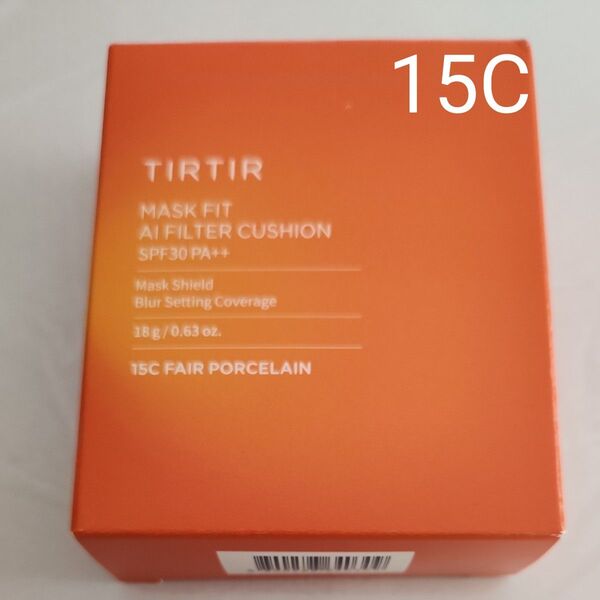 15C
TIRTIR
MASK FIT
AI FILTER CUSHION
SPF30 PA++
Mask Shield
Blur Setting Coverage
18 g / 0.63 oz.
15C FAIR PORCELAIN